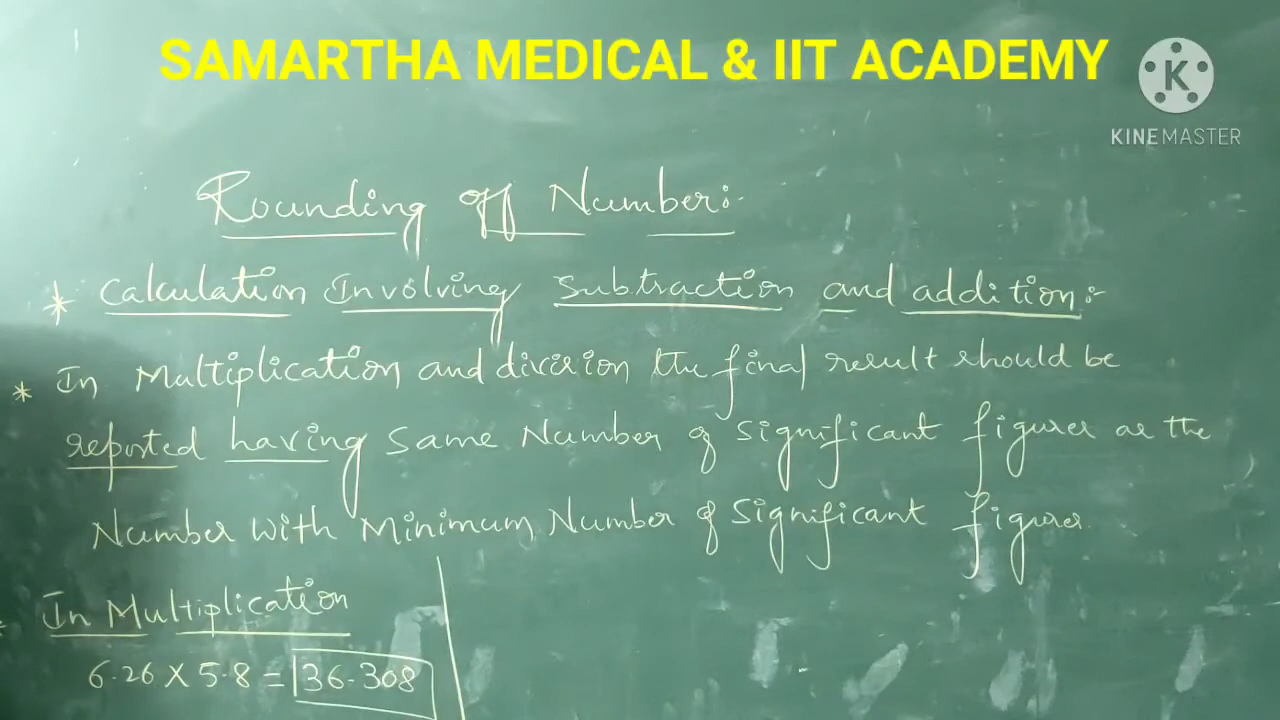 SAMARTHA MEDICAL & IIT ACADEMY
K
KINEMASTER
Rounding off Number:-
* Calculation Involving subtraction and addition:-
* In Multiplication and division the final result should be
reported having same Number of significant figures as the
Number with Minimum Number of significant figures
* In Multiplication
6.26 X 5.8 = 36.308